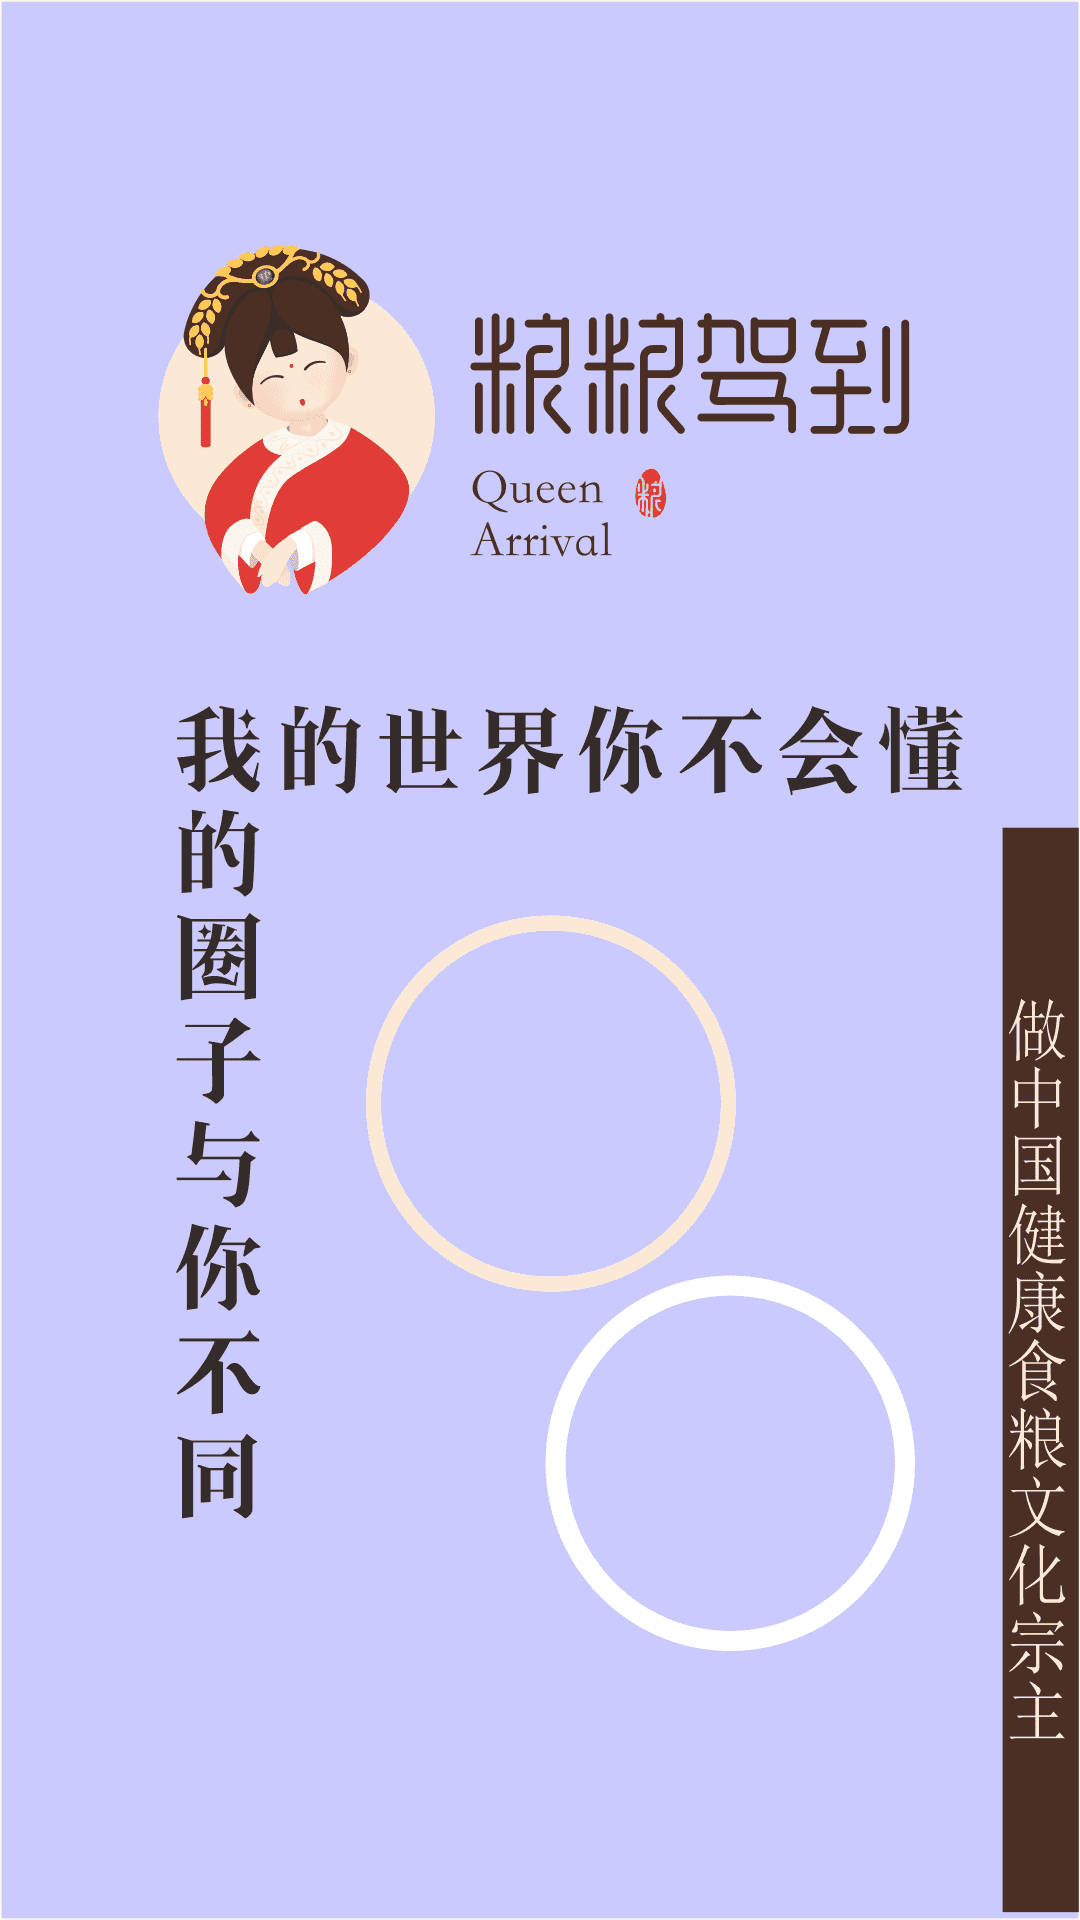 粮粮驾到
Queen
Arrival
粮
我的世界你不会懂
的圈子与你不同
做中国健康食粮文化宗主